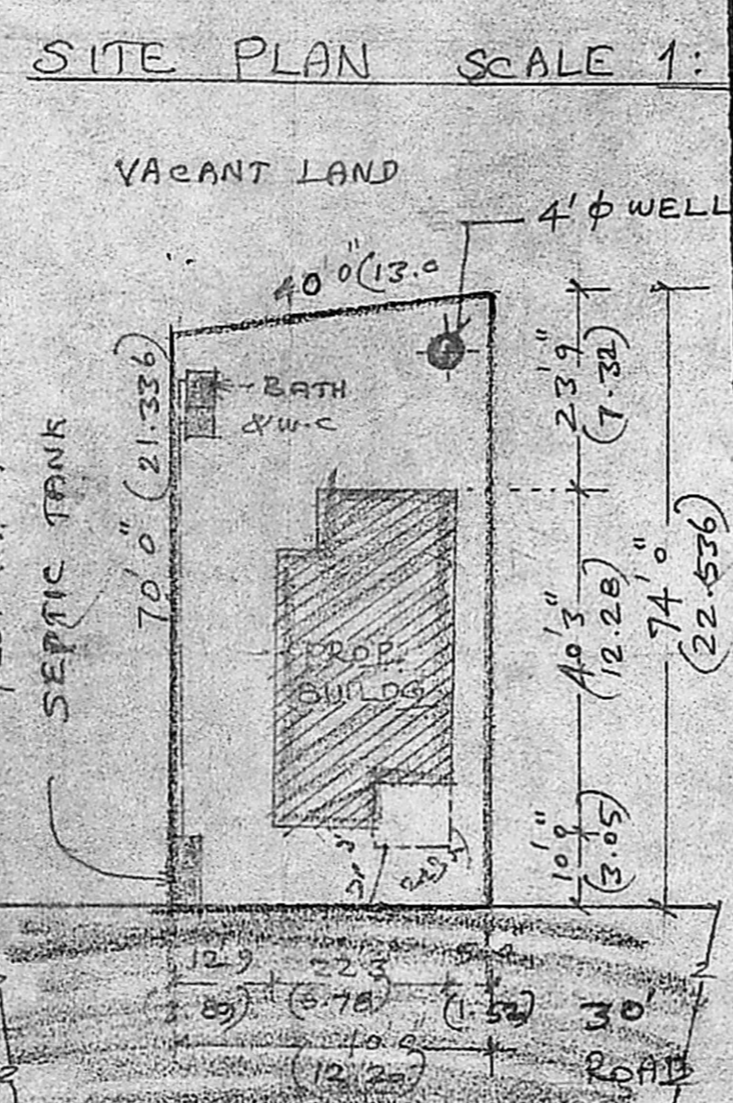 SITE PLAN SCALE 1:
VACANT LAND
4' ϕ WELL
40' 0" (13.0
BATH
& W.C
SEPTIC TANK
70' 0" (21.336)
23' 9"
(7.32)
40' 3"
(12.28)
74' 0"
(22.536)
10' 0"
(3.05)
PROP.
BUILDG
12.9
22.3
(6.78)
(1.52)
(12.20)
30'
ROAD